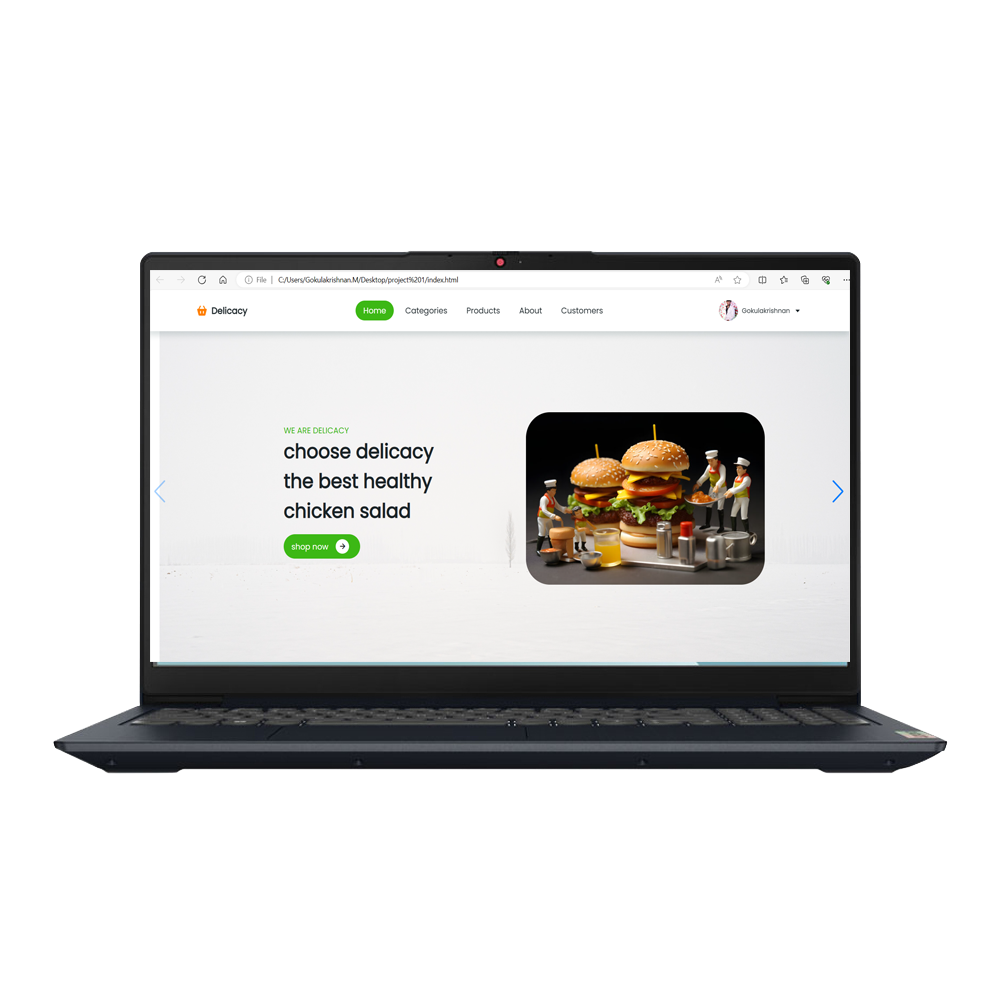 File | C:/Users/Gokulakrishnan.M/Desktop/project%201/index.html
Delicacy
Home Categories Products About Customers
Gokulakrishnan
WE ARE DELICACY
choose delicacy
the best healthy
chicken salad
shop now